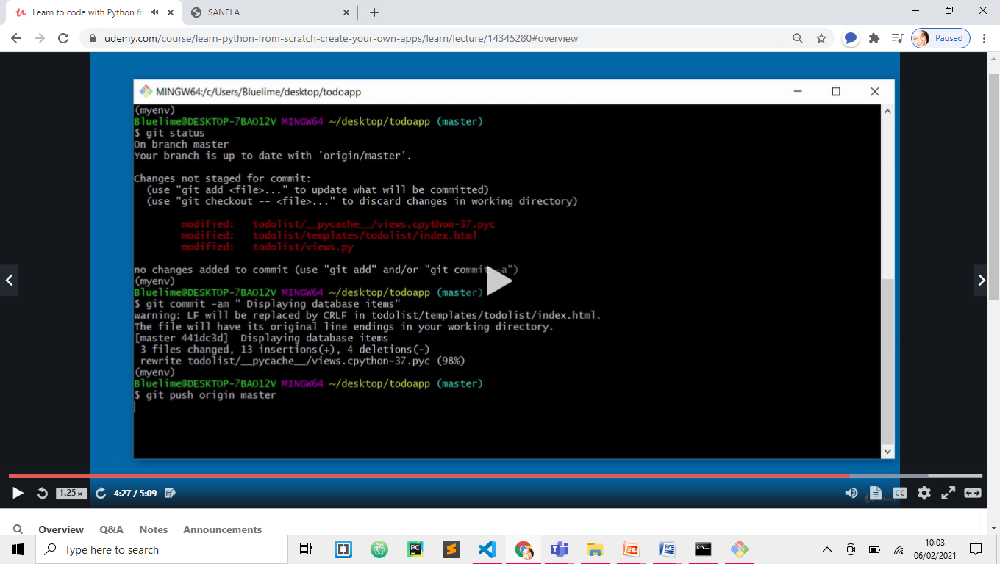 Learn to code with Python fr
SANELA
udemy.com/course/learn-python-from-scratch-create-your-own-apps/learn/lecture/14345280#overview
Paused
MINGW64:/c/Users/Bluelime/desktop/todoapp
(myenv)
Bluelime@DESKTOP-7BAO12V MINGW64 ~/desktop/todoapp (master)
$ git status
On branch master
Your branch is up to date with 'origin/master'.
Changes not staged for commit:
(use "git add <file>..." to update what will be committed)
(use "git checkout -- <file>..." to discard changes in working directory)
modified: todolist/__pycache__/views.cpython-37.pyc
modified: todolist/templates/todolist/index.html
modified: todolist/views.py
no changes added to commit (use "git add" and/or "git commit -a")
(myenv)
Bluelime@DESKTOP-7BAO12V MINGW64 ~/desktop/todoapp (master)
$ git commit -am " Displaying database items"
warning: LF will be replaced by CRLF in todolist/templates/todolist/index.html.
The file will have its original line endings in your working directory.
[master 441dc3d]  Displaying database items
3 files changed, 13 insertions(+), 4 deletions(-)
rewrite todolist/__pycache__/views.cpython-37.pyc (98%)
(myenv)
Bluelime@DESKTOP-7BAO12V MINGW64 ~/desktop/todoapp (master)
$ git push origin master
1.25x 4:27 / 5:09 CC
Overview Q&A Notes Announcements
Type here to search
PC
10:03
06/02/2021